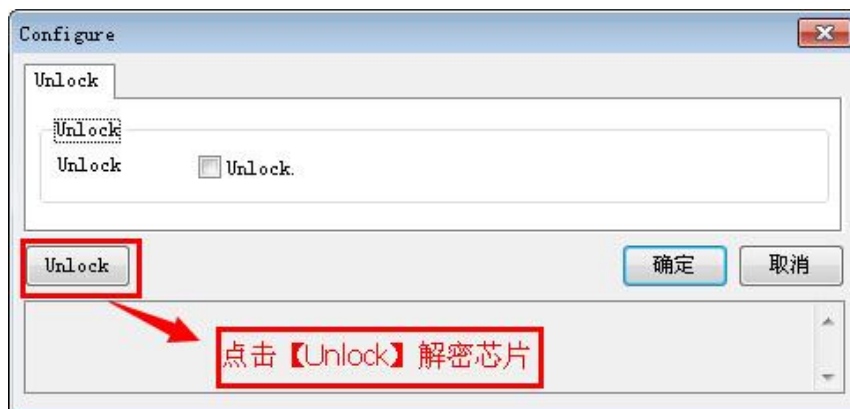 Configure
Unlock
Unlock
Unlock Unlock.
Unlock 确定 取消
点击【Unlock】解密芯片